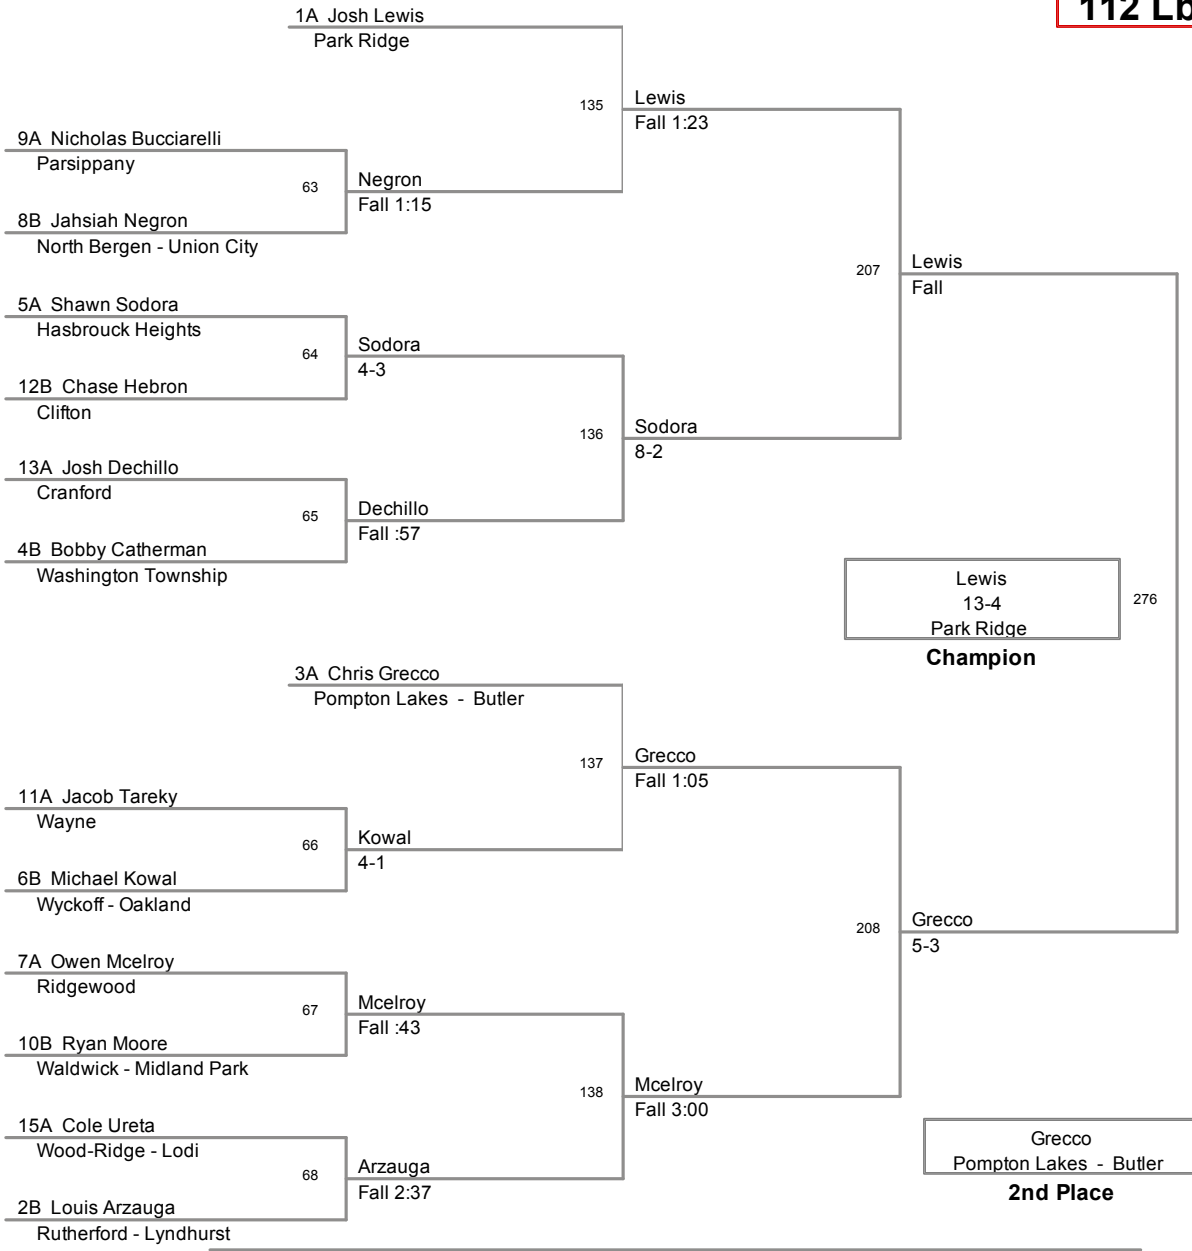 112 Lb
1A Josh Lewis
Park Ridge
135
Lewis
Fall 1:23
9A Nicholas Bucciarelli
Parsippany
63
Negron
Fall 1:15
8B Jahsiah Negron
North Bergen - Union City
207
Lewis
Fall
5A Shawn Sodora
Hasbrouck Heights
64
Sodora
4-3
12B Chase Hebron
Clifton
136
Sodora
8-2
13A Josh Dechillo
Cranford
65
Dechillo
Fall :57
4B Bobby Catherman
Washington Township
Lewis
13-4
Park Ridge
276
Champion
3A Chris Grecco
Pompton Lakes - Butler
137
Grecco
Fall 1:05
11A Jacob Tareky
Wayne
66
Kowal
4-1
6B Michael Kowal
Wyckoff - Oakland
208
Grecco
5-3
7A Owen Mcelroy
Ridgewood
67
Mcelroy
Fall :43
10B Ryan Moore
Waldwick - Midland Park
138
Mcelroy
Fall 3:00
15A Cole Ureta
Wood-Ridge - Lodi
68
Arzauga
Fall 2:37
2B Louis Arzauga
Rutherford - Lyndhurst
Grecco
Pompton Lakes - Butler
2nd Place